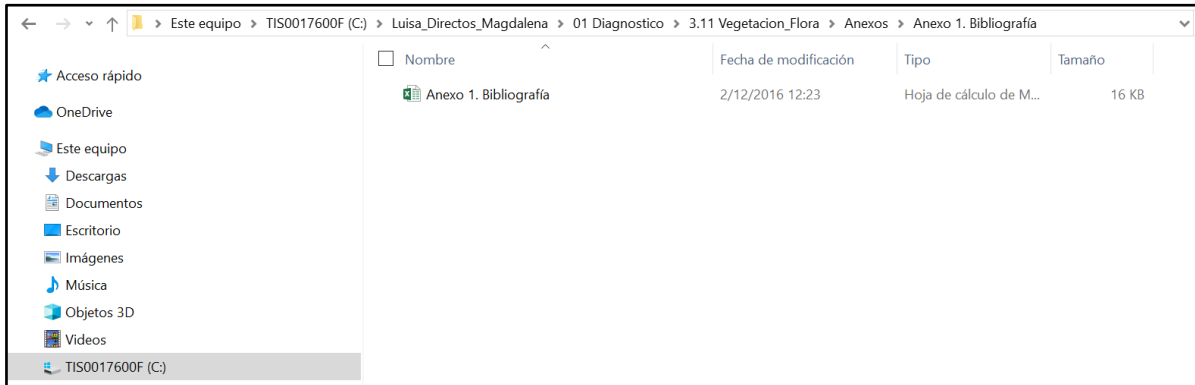 Este equipo > TIS0017600F (C:) > Luisa_Directos_Magdalena > 01 Diagnostico > 3.11 Vegetacion_Flora > Anexos > Anexo 1. Bibliografía
Nombre Fecha de modificación Tipo Tamaño
Acceso rápido
Anexo 1. Bibliografía 2/12/2016 12:23 Hoja de cálculo de M... 16 KB
OneDrive
Este equipo
Descargas
Documentos
Escritorio
Imágenes
Música
Objetos 3D
Videos
TIS0017600F (C:)